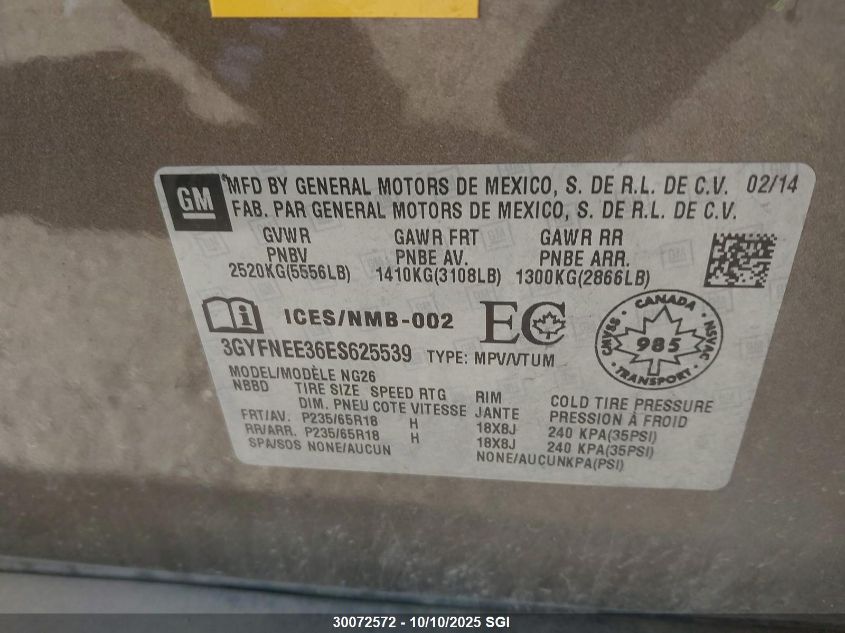 GM
MFD BY GENERAL MOTORS DE MEXICO, S. DE R.L. DE C.V. 02/14
FAB. PAR GENERAL MOTORS DE MEXICO, S. DE R.L. DE C.V.
GVWR GAWR FRT GAWR RR
PNBV PNBE AV. PNBE ARR.
2520KG(5556LB) 1410KG(3108LB) 1300KG(2866LB)
ICES/NMB-002 EC
CANADA
CMVSS NSVAC
985
TRANSPORT
3GYFNEE36ES625539 TYPE: MPV/VTUM
MODEL/MODÈLE NG26
NBBD TIRE SIZE SPEED RTG RIM COLD TIRE PRESSURE
DIM. PNEU COTE VITESSE JANTE PRESSION À FROID
FRT/AV. P235/65R18 H 18X8J 240 KPA(35PSI)
RR/ARR. P235/65R18 H 18X8J 240 KPA(35PSI)
SPA/SOS NONE/AUCUN NONE/AUCUNKPA(PSI)
30072572 - 10/10/2025 SGI